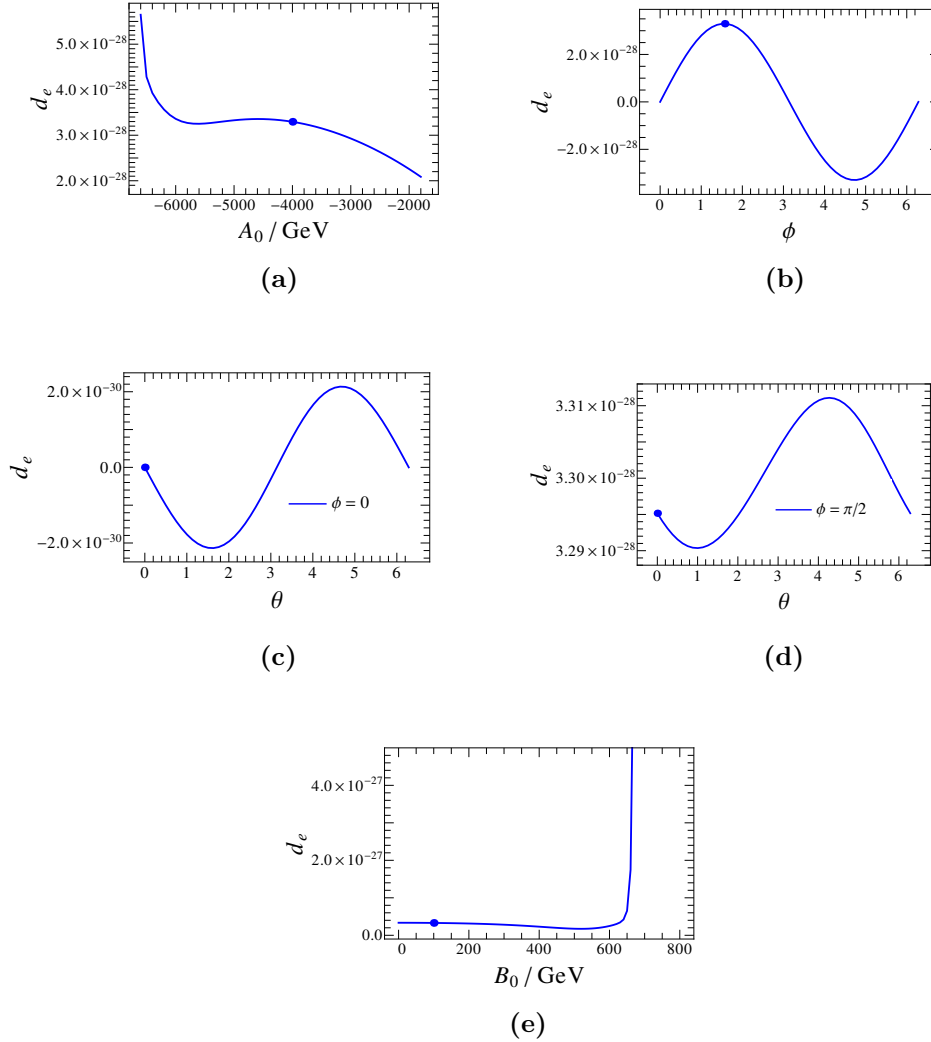 5.0×10⁻²⁸
4.0×10⁻²⁸
3.0×10⁻²⁸
2.0×10⁻²⁸
d_e
−6000 −5000 −4000 −3000 −2000
A₀ / GeV
(a)
2.0×10⁻²⁸
0.0
−2.0×10⁻²⁸
d_e
0 1 2 3 4 5 6
ϕ
(b)
2.0×10⁻³⁰
0.0
−2.0×10⁻³⁰
d_e
ϕ = 0
0 1 2 3 4 5 6
θ
(c)
3.31×10⁻²⁸
3.30×10⁻²⁸
3.29×10⁻²⁸
d_e
ϕ = π/2
0 1 2 3 4 5 6
θ
(d)
4.0×10⁻²⁷
2.0×10⁻²⁷
0.0
d_e
0 200 400 600 800
B₀ / GeV
(e)